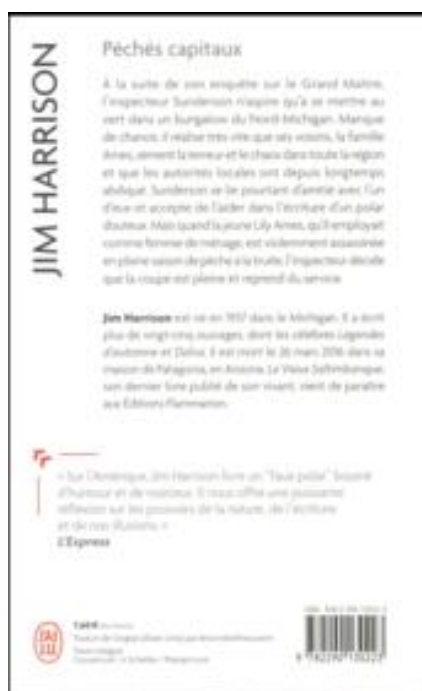 JIM HARRISON
Péchés capitaux
À la suite de son enquête sur le Grand Maître,
l'inspecteur Sunderson n'aspire qu'à se mettre au
vert dans un bungalow du Nord-Michigan. Manque
de chance, il réalise très vite que ses voisins, la famille
Ames, sèment la terreur et le chaos dans toute la région
et que les autorités locales ont depuis longtemps
abdiqué. Sunderson se lie pourtant d'amitié avec l'un
d'eux et accepte de l'aider dans l'écriture d'un polar
douteux. Mais quand la jeune Lily Ames, qu'il employait
comme femme de ménage, est violemment assassinée
en pleine saison de pêche à la truite, l'inspecteur décide
que la coupe est pleine et reprend du service.
Jim Harrison est né en 1937 dans le Michigan. Il a écrit
plus de vingt-cinq ouvrages, dont les célèbres Légendes
d'automne et Dalva. Il est mort le 26 mars 2016 dans sa
maison de Patagonia, en Arizona. Le Vieux Saltimbanque,
son dernier livre publié de son vivant, vient de paraître
aux Éditions Flammarion.
« Sur l'Amérique, Jim Harrison livre un "faux polar"
d'humour et de noirceur. Il nous offre une puissante
réflexion sur les pouvoirs de la nature, de l'écriture
et de nos illusions. »
L'Express
J'AI
LU
Texte intégral